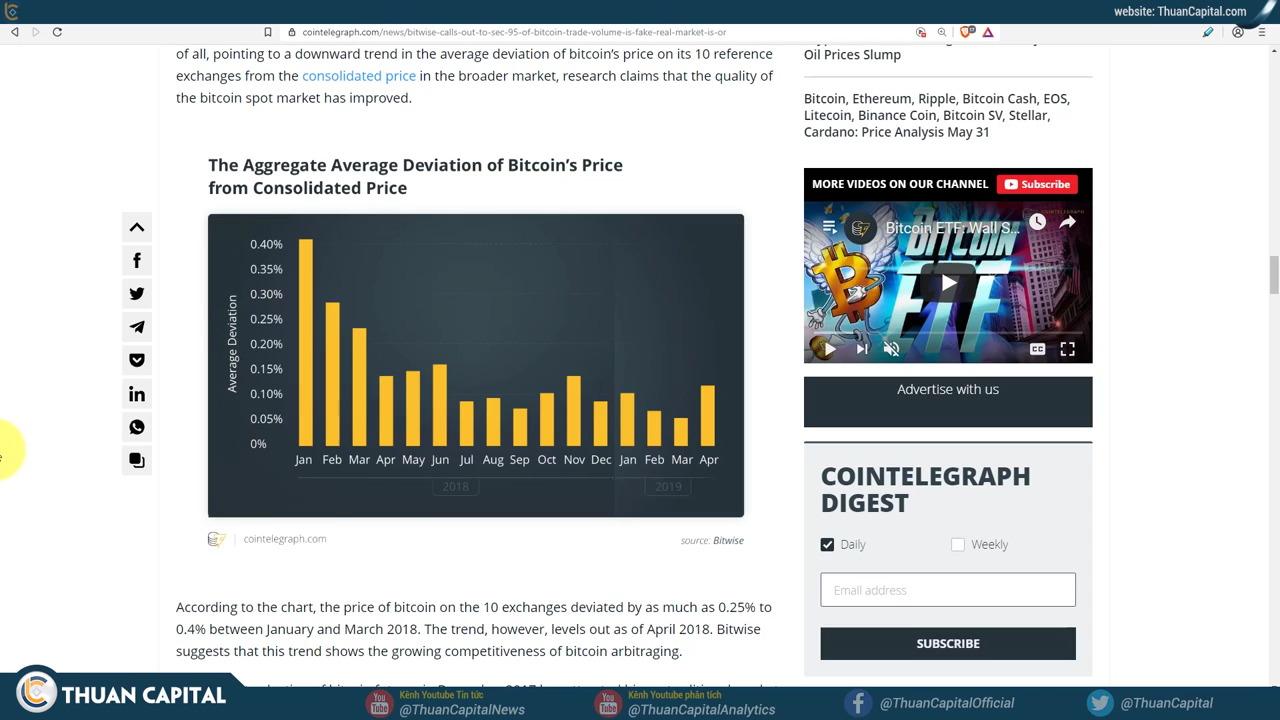 website: ThuanCapital.com
cointelegraph.com/news/bitwise-calls-out-to-sec-95-of-bitcoin-trade-volume-is-fake-real-market-is-or
of all, pointing to a downward trend in the average deviation of bitcoin's price on its 10 reference
exchanges from the consolidated price in the broader market, research claims that the quality of
the bitcoin spot market has improved.
Oil Prices Slump
Bitcoin, Ethereum, Ripple, Bitcoin Cash, EOS,
Litecoin, Binance Coin, Bitcoin SV, Stellar,
Cardano: Price Analysis May 31
The Aggregate Average Deviation of Bitcoin's Price
from Consolidated Price
Average Deviation
0.40%
0.35%
0.30%
0.25%
0.20%
0.15%
0.10%
0.05%
0%
Jan Feb Mar Apr May Jun Jul Aug Sep Oct Nov Dec Jan Feb Mar Apr
2018 2019
cointelegraph.com source: Bitwise
MORE VIDEOS ON OUR CHANNEL Subscribe
COINTELEGRAPH
Bitcoin ETF: Wall S...
BITCOIN
ETF
CC
Advertise with us
COINTELEGRAPH
DIGEST
Daily Weekly
Email address
SUBSCRIBE
According to the chart, the price of bitcoin on the 10 exchanges deviated by as much as 0.25% to
0.4% between January and March 2018. The trend, however, levels out as of April 2018. Bitwise
suggests that this trend shows the growing competitiveness of bitcoin arbitraging.
THUAN CAPITAL
You Tube
Kênh Youtube Tin tức
@ThuanCapitalNews
You Tube
Kênh Youtube phân tích
@ThuanCapitalAnalytics
@ThuanCapitalOfficial
@ThuanCapital